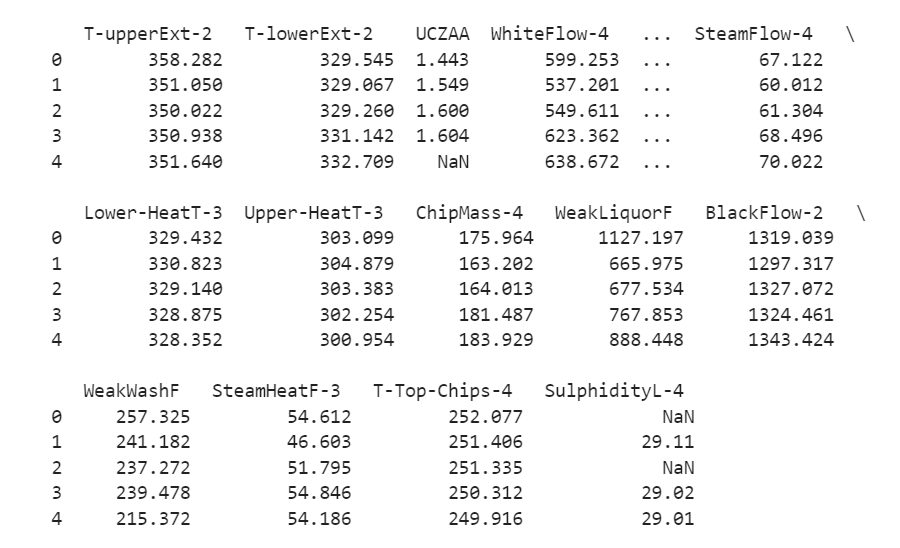 T-upperExt-2 T-lowerExt-2 UCZAA WhiteFlow-4 ... SteamFlow-4 \
0 358.282 329.545 1.443 599.253 ... 67.122
1 351.050 329.067 1.549 537.201 ... 60.012
2 350.022 329.260 1.600 549.611 ... 61.304
3 350.938 331.142 1.604 623.362 ... 68.496
4 351.640 332.709 NaN 638.672 ... 70.022
Lower-HeatT-3 Upper-HeatT-3 ChipMass-4 WeakLiquorF BlackFlow-2 \
0 329.432 303.099 175.964 1127.197 1319.039
1 330.823 304.879 163.202 665.975 1297.317
2 329.140 303.383 164.013 677.534 1327.072
3 328.875 302.254 181.487 767.853 1324.461
4 328.352 300.954 183.929 888.448 1343.424
WeakWashF SteamHeatF-3 T-Top-Chips-4 SulphidityL-4
0 257.325 54.612 252.077 NaN
1 241.182 46.603 251.406 29.11
2 237.272 51.795 251.335 NaN
3 239.478 54.846 250.312 29.02
4 215.372 54.186 249.916 29.01